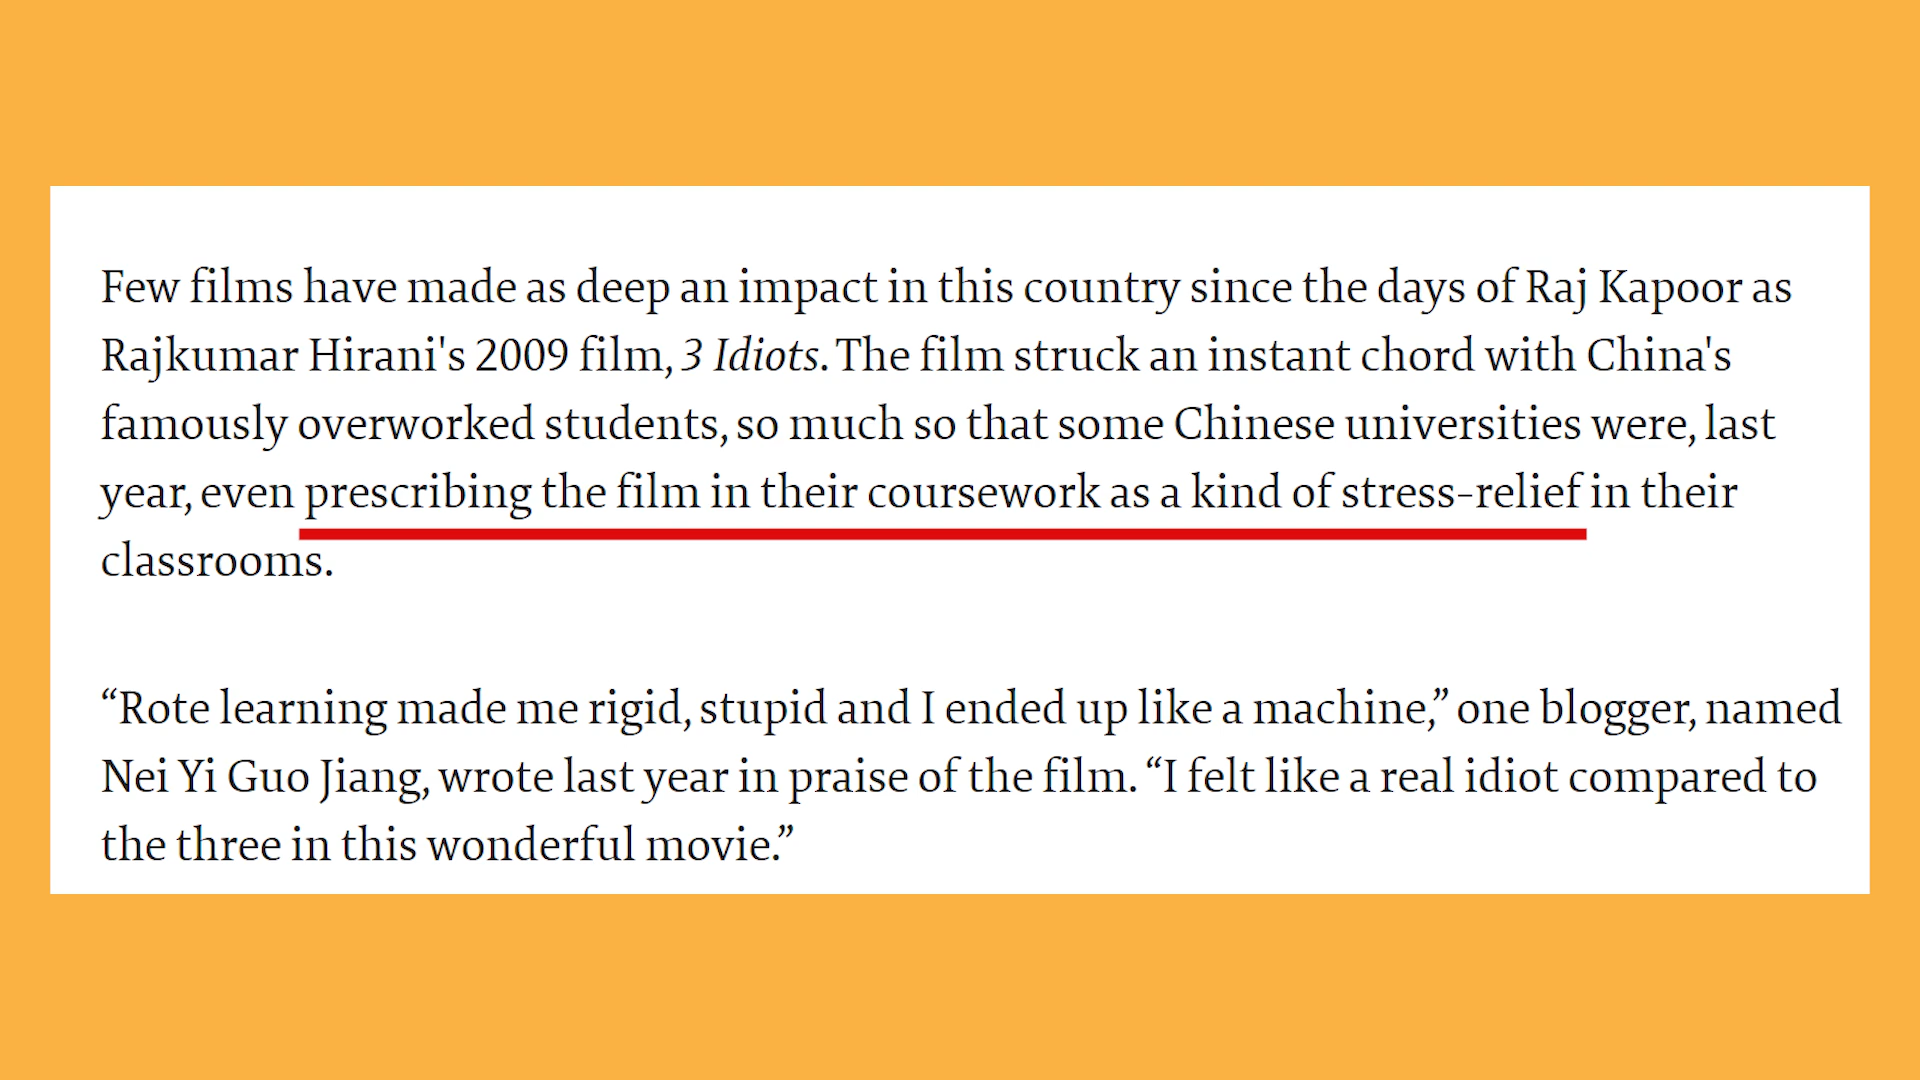 Few films have made as deep an impact in this country since the days of Raj Kapoor as
Rajkumar Hirani's 2009 film, 3 Idiots. The film struck an instant chord with China's
famously overworked students, so much so that some Chinese universities were, last
year, even prescribing the film in their coursework as a kind of stress-relief in their
classrooms.
“Rote learning made me rigid, stupid and I ended up like a machine,” one blogger, named
Nei Yi Guo Jiang, wrote last year in praise of the film. “I felt like a real idiot compared to
the three in this wonderful movie.”